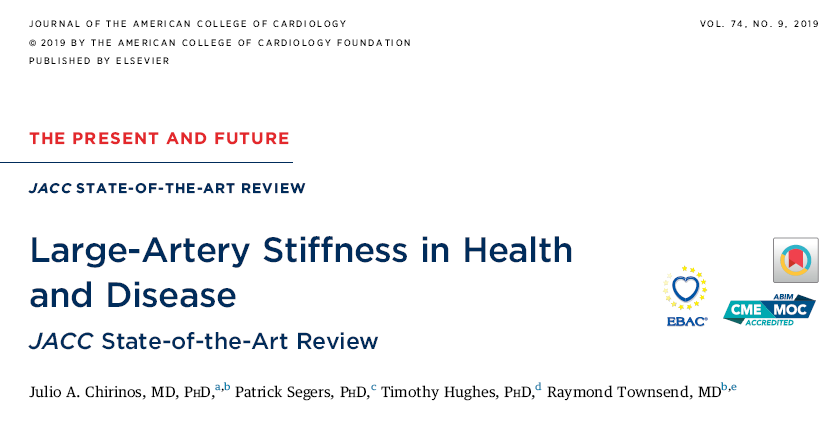 JOURNAL OF THE AMERICAN COLLEGE OF CARDIOLOGY
VOL. 74, NO. 9, 2019
© 2019 BY THE AMERICAN COLLEGE OF CARDIOLOGY FOUNDATION
PUBLISHED BY ELSEVIER
THE PRESENT AND FUTURE
JACC STATE-OF-THE-ART REVIEW
Large-Artery Stiffness in Health
and Disease
JACC State-of-the-Art Review
EBAC®
ABIM
CME MOC
ACCREDITED
Julio A. Chirinos, MD, PhD,a,b Patrick Segers, PhD,c Timothy Hughes, PhD,d Raymond Townsend, MDb,e